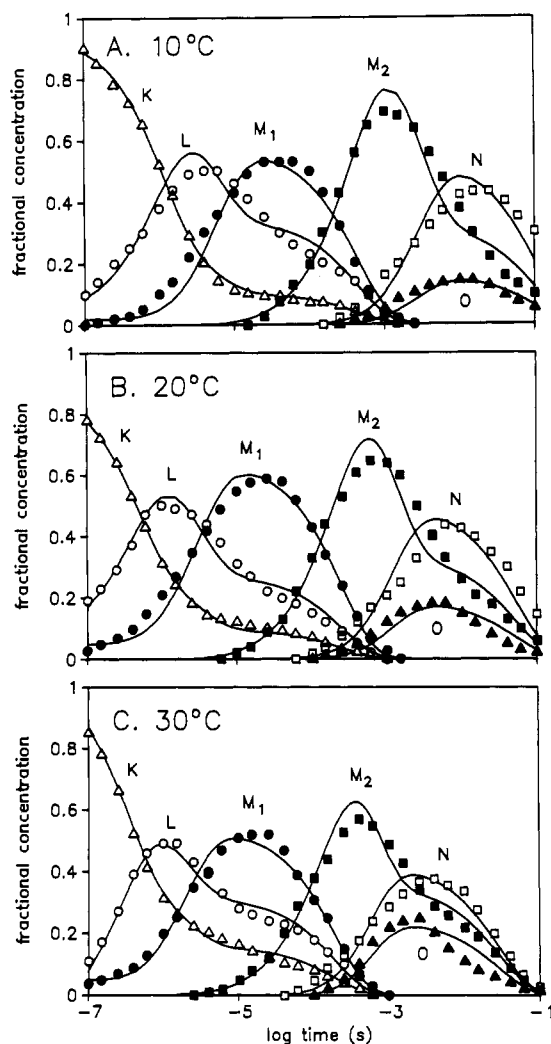 A. 10°C
K
L
M1
M2
N
O
fractional concentration
1
0.8
0.6
0.4
0.2
0
B. 20°C
K
L
M1
M2
N
O
fractional concentration
1
0.8
0.6
0.4
0.2
0
C. 30°C
K
L
M1
M2
N
O
fractional concentration
1
0.8
0.6
0.4
0.2
0
-7
-5
-3
-1
log time (s)